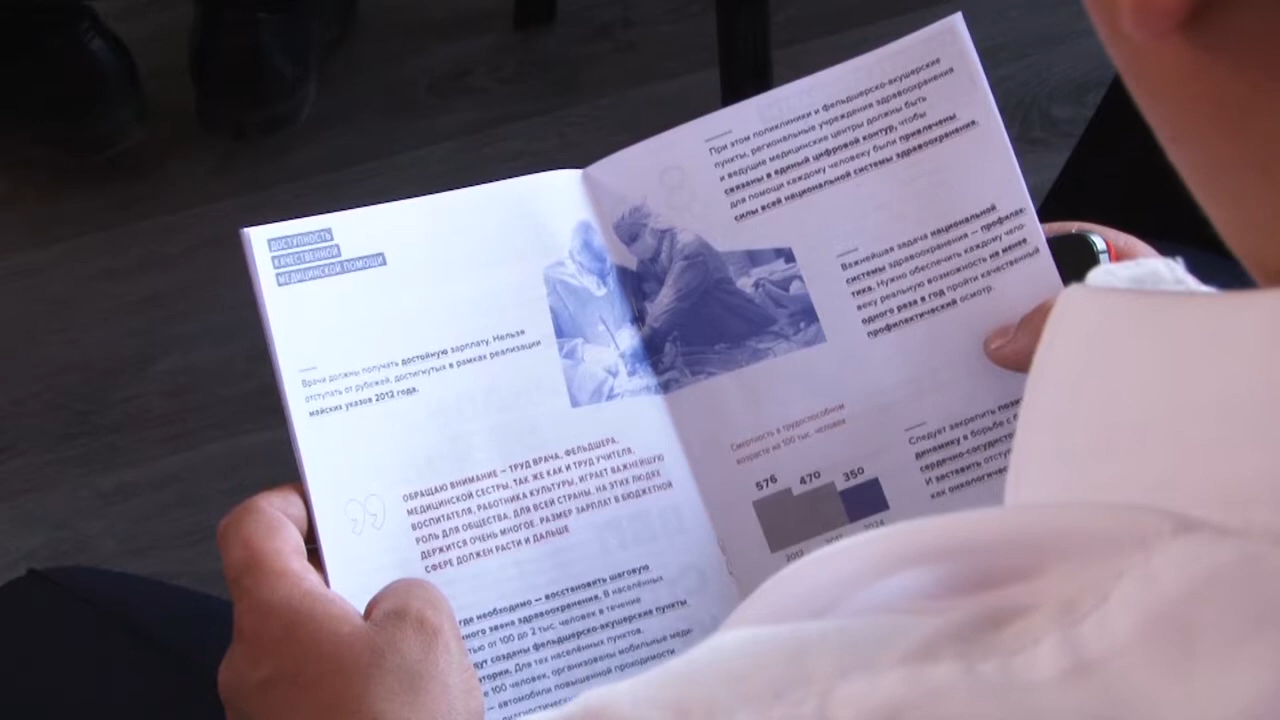 ДОСТУПНОСТЬ
КАЧЕСТВЕННОЙ
МЕДИЦИНСКОЙ ПОМОЩИ
Врачи должны получать достойную зарплату. Нельзя
отступать от рубежей, достигнутых в рамках реализации
майских указов 2012 года.
ОБРАЩАЮ ВНИМАНИЕ — ТРУД ВРАЧА, ФЕЛЬДШЕРА,
МЕДИЦИНСКОЙ СЕСТРЫ, ТАК ЖЕ КАК И ТРУД УЧИТЕЛЯ,
ВОСПИТАТЕЛЯ, РАБОТНИКА КУЛЬТУРЫ, ИГРАЕТ ВАЖНЕЙШУЮ
РОЛЬ ДЛЯ ОБЩЕСТВА, ДЛЯ ВСЕЙ СТРАНЫ. НА ЭТИХ ЛЮДЯХ
ДЕРЖИТСЯ ОЧЕНЬ МНОГОЕ. РАЗМЕР ЗАРПЛАТ В БЮДЖЕТНОЙ
СФЕРЕ ДОЛЖЕН РАСТИ И ДАЛЬШЕ
где необходимо — восстановить шаговую
ного звена здравоохранения. В населённых
тью от 100 до 2 тыс. человек в течение
дут созданы фельдшерско-акушерские пункты
атории. Для тех населённых пунктов,
е 100 человек, организованы мобильные меди-
— автомобили повышенной проходимости
При этом поликлиники и фельдшерско-акушерские
пункты, региональные учреждения здравоохранения
и ведущие медицинские центры должны быть
связаны в единый цифровой контур, чтобы
для помощи каждому человеку были привлечены
силы всей национальной системы здравоохранения.
Важнейшая задача национальной
системы здравоохранения — профилак-
тика. Нужно обеспечить каждому чело-
веку реальную возможность не менее
одного раза в год пройти качественный
профилактический осмотр.
Смертность в трудоспособном
возрасте на 100 тыс. человек
576 470 350
2012 2017 2024
Следует закрепить
динамику в борьбе с
сердечно-сосудисто
И заставить отсту
как онкологическ